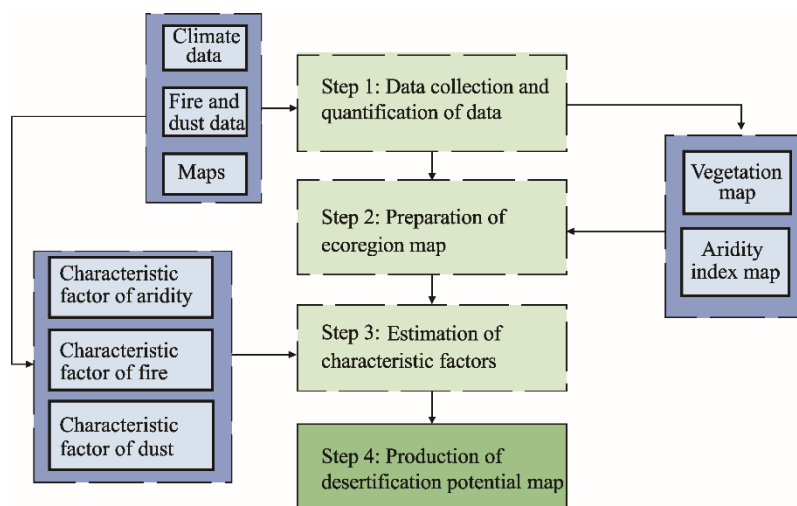 Climate
data
Fire and
dust data
Maps
Step 1: Data collection and
quantification of data
Vegetation
map
Aridity
index map
Step 2: Preparation of
ecoregion map
Characteristic
factor of aridity
Characteristic
factor of fire
Characteristic
factor of dust
Step 3: Estimation of
characteristic factors
Step 4: Production of
desertification potential map